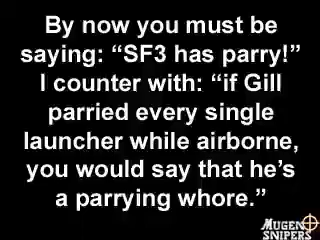 By now you must be
saying: “SF3 has parry!”
I counter with: “if Gill
parried every single
launcher while airborne,
you would say that he’s
a parrying whore.”
MUGEN
SNIPERS